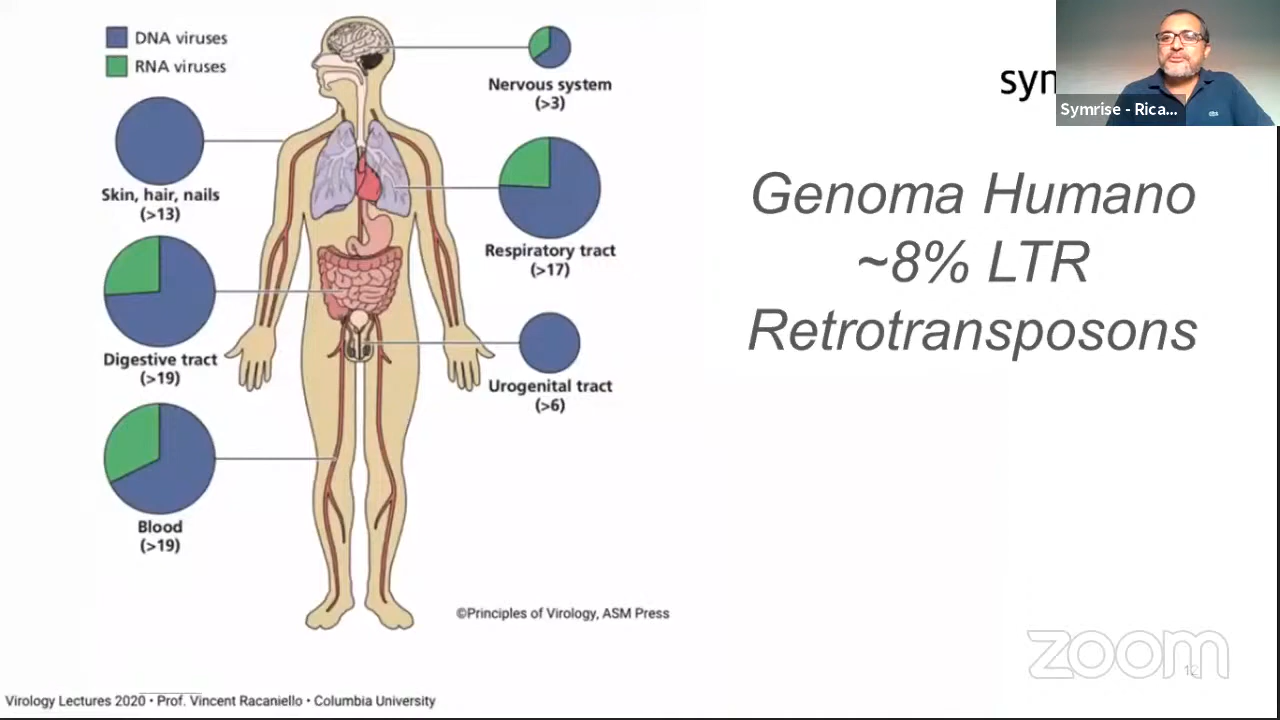 DNA viruses
RNA viruses
Nervous system
(>3)
Skin, hair, nails
(>13)
Respiratory tract
(>17)
Digestive tract
(>19)
Urogenital tract
(>6)
Blood
(>19)
©Principles of Virology, ASM Press
Virology Lectures 2020 • Prof. Vincent Racaniello • Columbia University
sym
Symrise - Rica...
Genoma Humano
~8% LTR
Retrotransposons
zoom
12